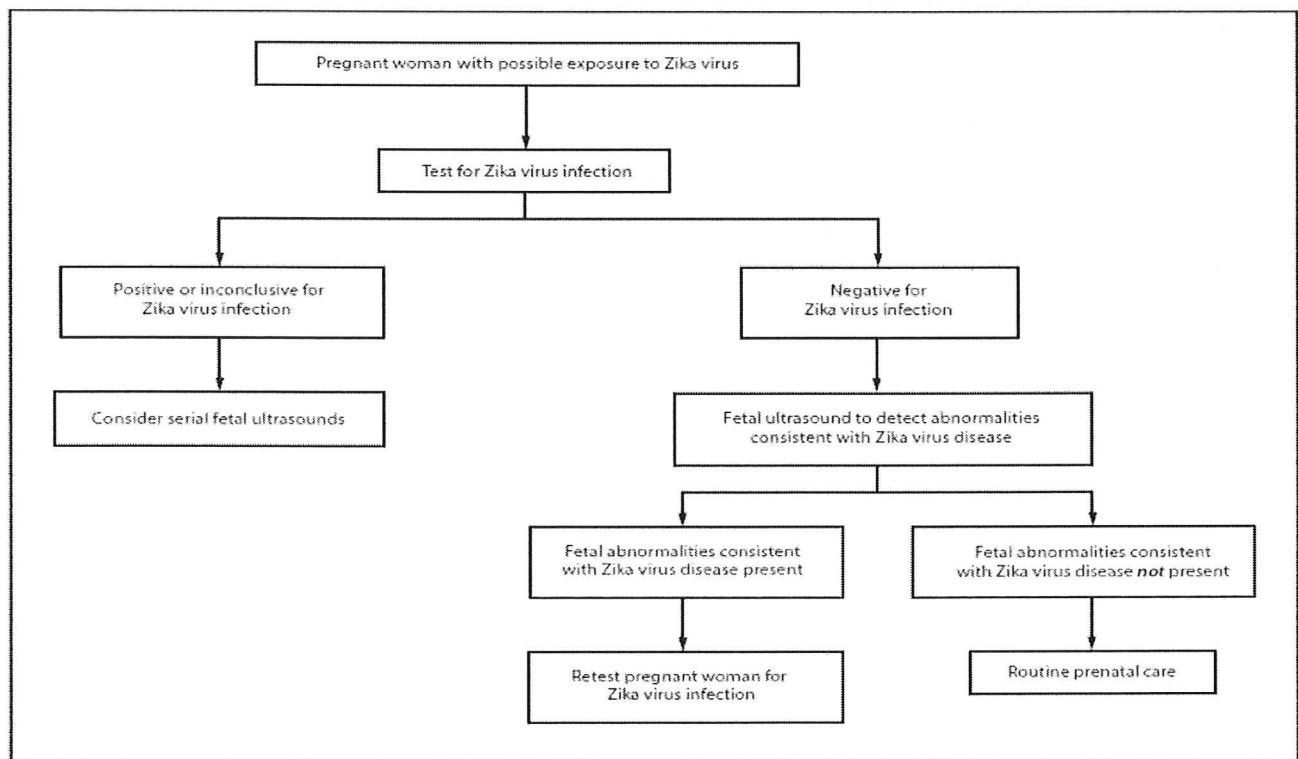 Pregnant woman with possible exposure to Zika virus
Test for Zika virus infection
Positive or inconclusive for
Zika virus infection
Negative for
Zika virus infection
Consider serial fetal ultrasounds
Fetal ultrasound to detect abnormalities
consistent with Zika virus disease
Fetal abnormalities consistent
with Zika virus disease present
Fetal abnormalities consistent
with Zika virus disease not present
Retest pregnant woman for
Zika virus infection
Routine prenatal care